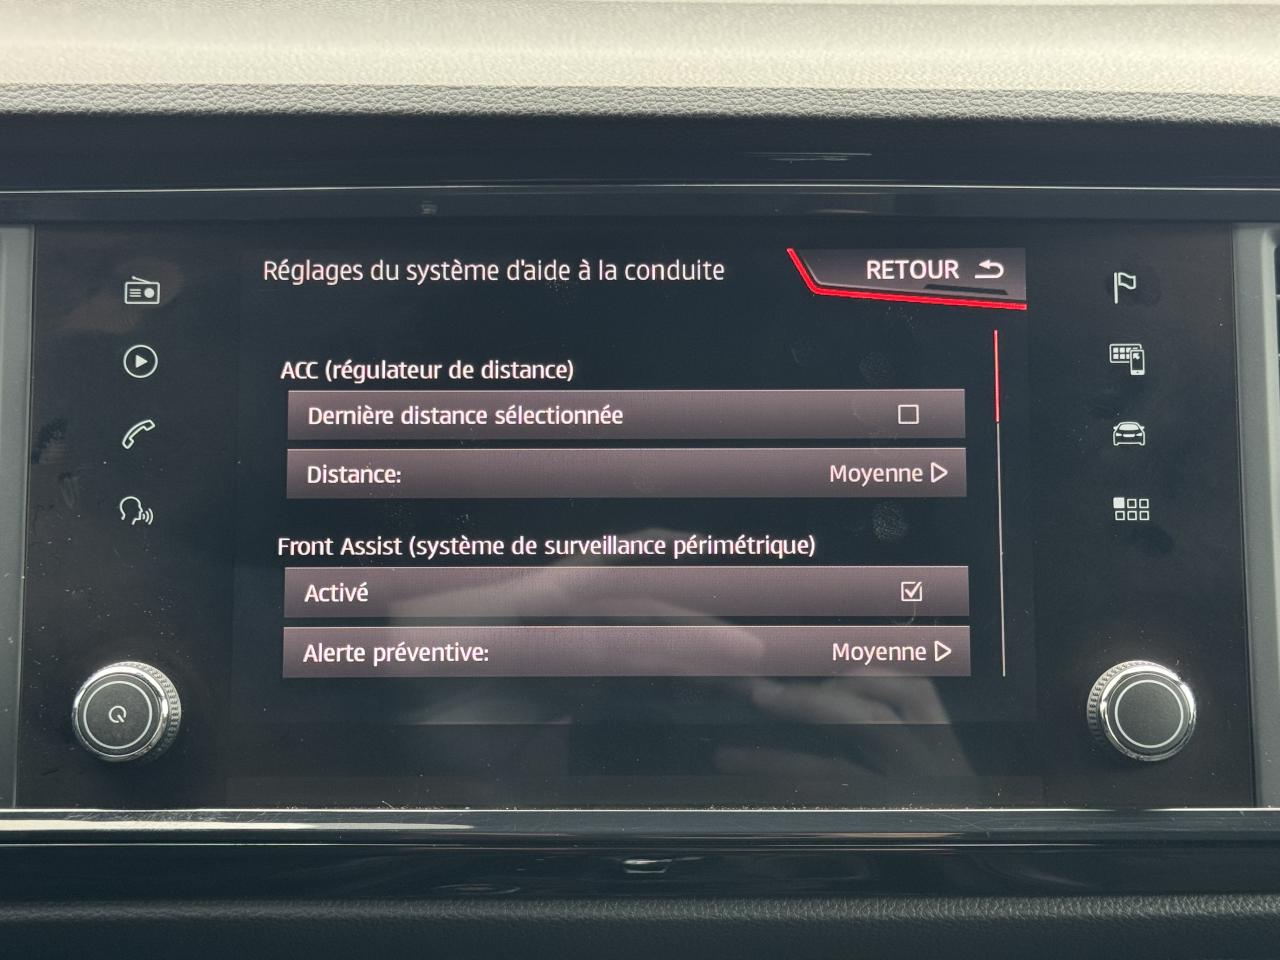 Réglages du système d'aide à la conduite
RETOUR
ACC (régulateur de distance)
Dernière distance sélectionnée
Distance: Moyenne
Front Assist (système de surveillance périmétrique)
Activé
Alerte préventive: Moyenne